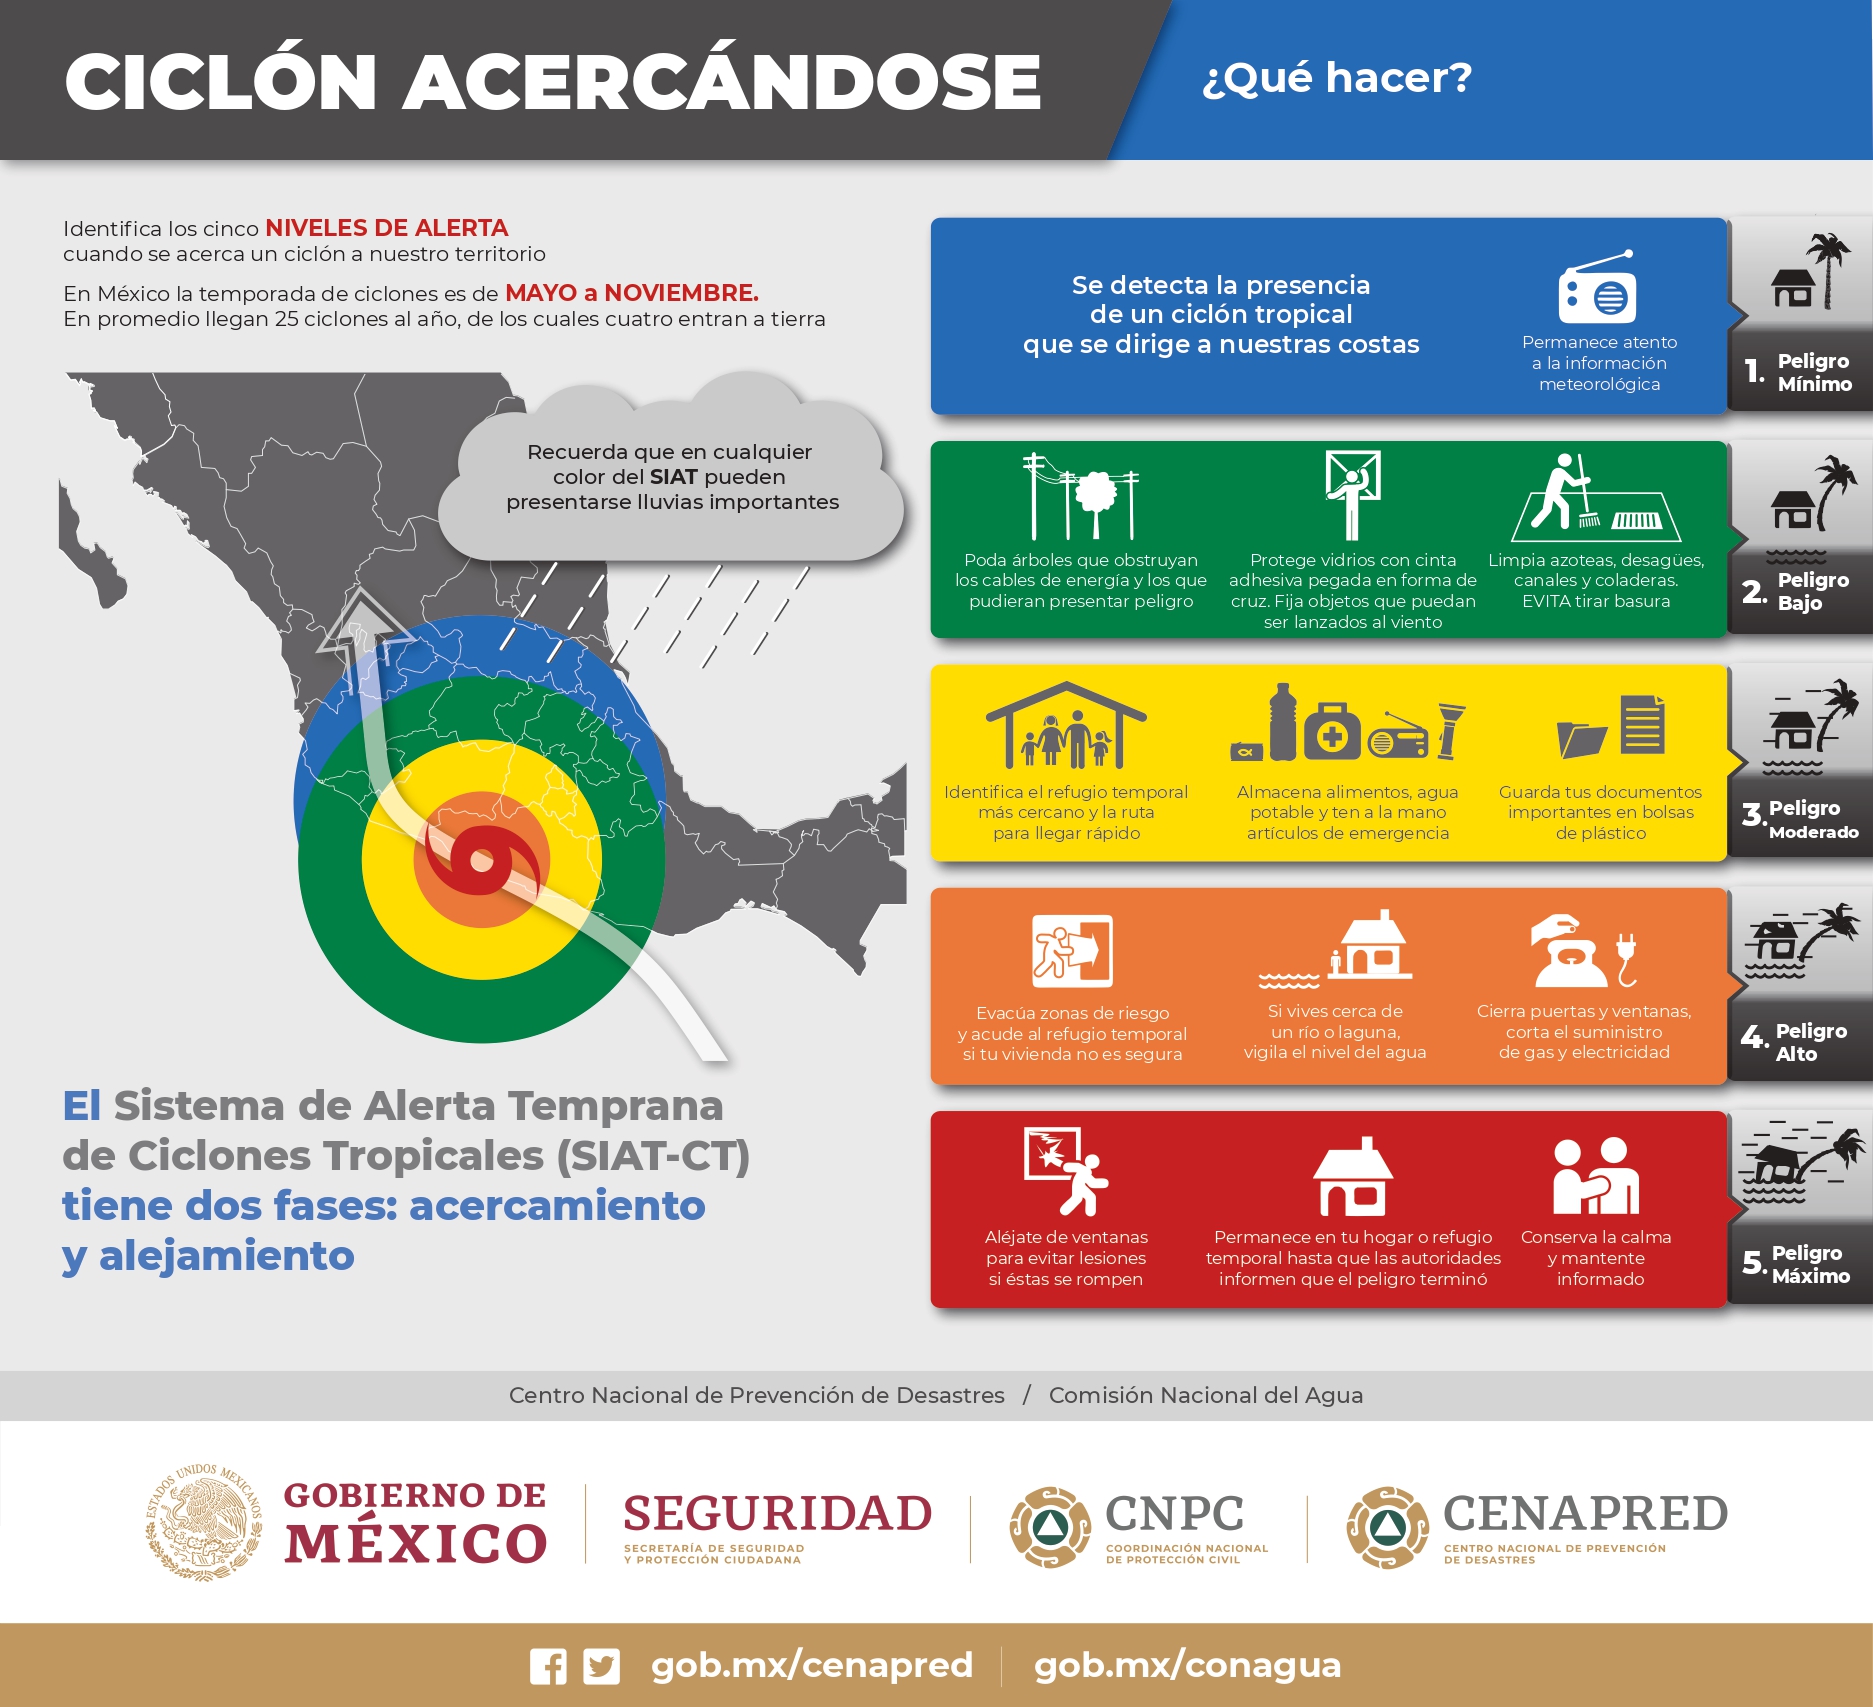 CICLÓN ACERCÁNDOSE
¿Qué hacer?
Identifica los cinco NIVELES DE ALERTA
cuando se acerca un ciclón a nuestro territorio
En México la temporada de ciclones es de MAYO a NOVIEMBRE.
En promedio llegan 25 ciclones al año, de los cuales cuatro entran a tierra
Recuerda que en cualquier
color del SIAT pueden
presentarse lluvias importantes
El Sistema de Alerta Temprana
de Ciclones Tropicales (SIAT-CT)
tiene dos fases: acercamiento
y alejamiento
Se detecta la presencia
de un ciclón tropical
que se dirige a nuestras costas
Permanece atento
a la información
meteorológica
1. Peligro
Mínimo
Poda árboles que obstruyan
los cables de energía y los que
pudieran presentar peligro
Protege vidrios con cinta
adhesiva pegada en forma de
cruz. Fija objetos que puedan
ser lanzados al viento
Limpia azoteas, desagües,
canales y coladeras.
EVITA tirar basura
2. Peligro
Bajo
Identifica el refugio temporal
más cercano y la ruta
para llegar rápido
Almacena alimentos, agua
potable y ten a la mano
artículos de emergencia
Guarda tus documentos
importantes en bolsas
de plástico
3. Peligro
Moderado
Evacúa zonas de riesgo
y acude al refugio temporal
si tu vivienda no es segura
Si vives cerca de
un río o laguna,
vigila el nivel del agua
Cierra puertas y ventanas,
corta el suministro
de gas y electricidad
4. Peligro
Alto
Aléjate de ventanas
para evitar lesiones
si éstas se rompen
Permanece en tu hogar o refugio
temporal hasta que las autoridades
informen que el peligro terminó
Conserva la calma
y mantente
informado
5. Peligro
Máximo
Centro Nacional de Prevención de Desastres / Comisión Nacional del Agua
ESTADOS UNIDOS MEXICANOS
GOBIERNO DE
MÉXICO
SEGURIDAD
SECRETARÍA DE SEGURIDAD
Y PROTECCIÓN CIUDADANA
CNPC
COORDINACIÓN NACIONAL
DE PROTECCIÓN CIVIL
CENAPRED
CENTRO NACIONAL DE PREVENCIÓN
DE DESASTRES
gob.mx/cenapred
gob.mx/conagua